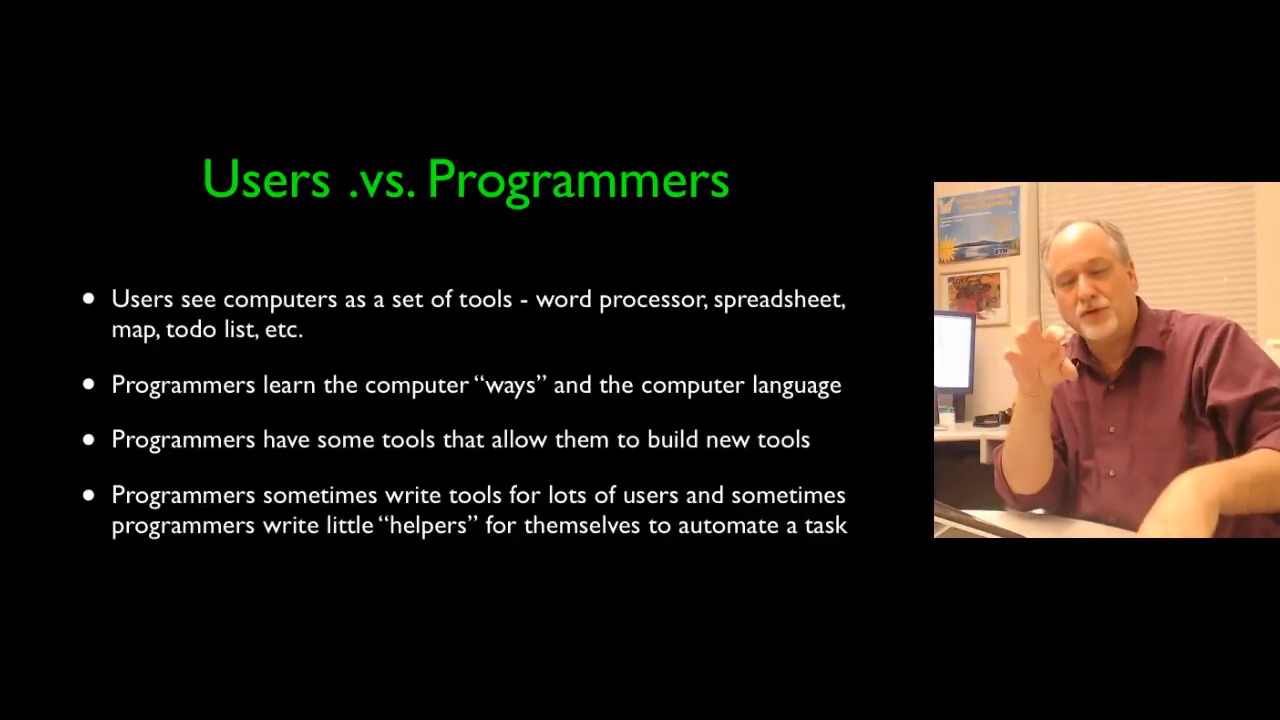 Users .vs. Programmers
• Users see computers as a set of tools - word processor, spreadsheet,
map, todo list, etc.
• Programmers learn the computer “ways” and the computer language
• Programmers have some tools that allow them to build new tools
• Programmers sometimes write tools for lots of users and sometimes
programmers write little “helpers” for themselves to automate a task